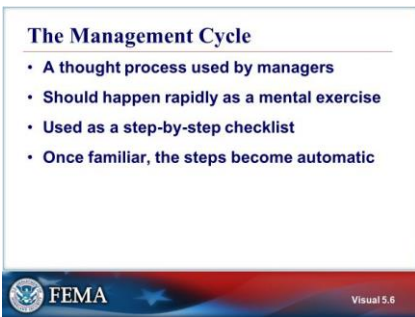 The Management Cycle
• A thought process used by managers
• Should happen rapidly as a mental exercise
• Used as a step-by-step checklist
• Once familiar, the steps become automatic
FEMA
Visual 5.6